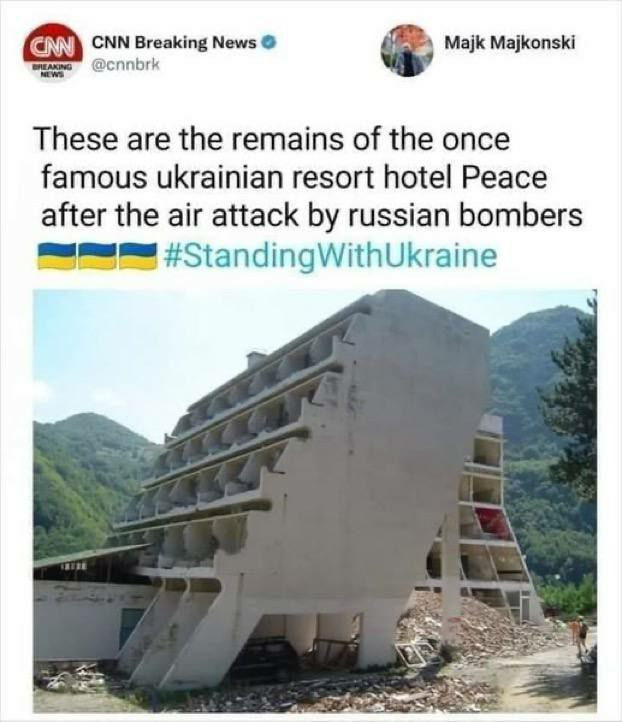 CNN
BREAKING
NEWS
CNN Breaking News
@cnnbrk
Majk Majkonski
These are the remains of the once
famous ukrainian resort hotel Peace
after the air attack by russian bombers
🇺🇦🇺🇦🇺🇦 #StandingWithUkraine